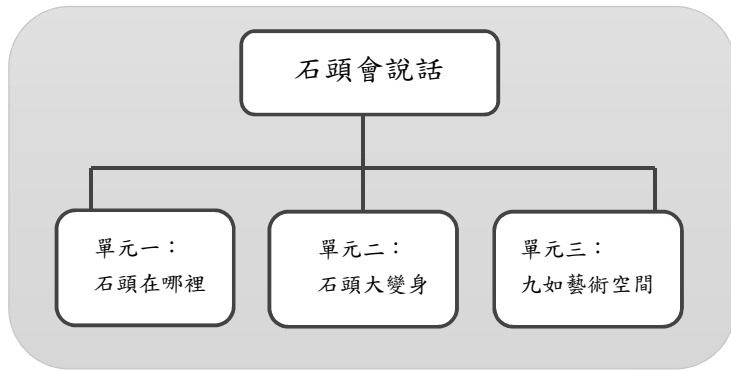 石頭會說話
單元一：
石頭在哪裡
單元二：
石頭大變身
單元三：
九如藝術空間